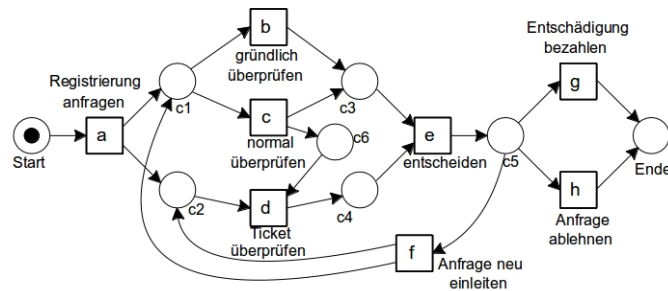 Entschädigung
bezahlen
b
g
gründlich
überprüfen
Registrierung
anfragen
c1
c3
a
c
e
Start
normal
überprüfen
c6
entscheiden
c5
Ende
c2
d
c4
h
Ticket
überprüfen
Anfrage
ablehnen
f
Anfrage neu
einleiten